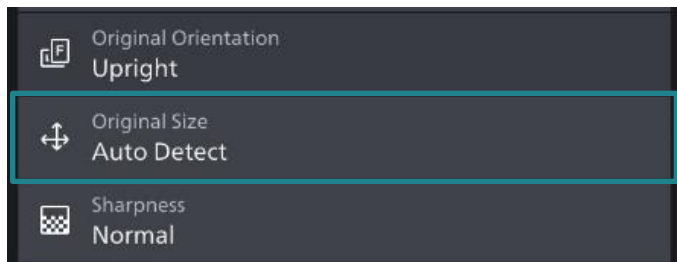 Original Orientation
Upright
Original Size
Auto Detect
Sharpness
Normal